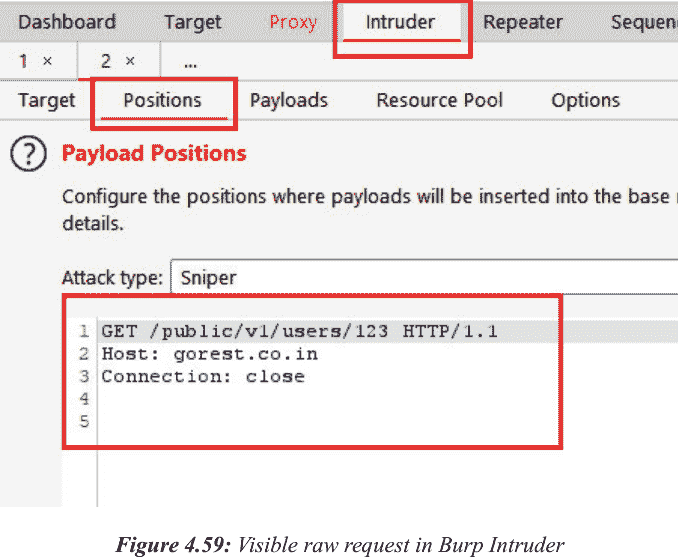 Dashboard Target Proxy Intruder Repeater Sequen
1 × 2 × ...
Target Positions Payloads Resource Pool Options
? Payload Positions
Configure the positions where payloads will be inserted into the base
details.
Attack type: Sniper
1 GET /public/v1/users/123 HTTP/1.1
2 Host: gorest.co.in
3 Connection: close
4
5
Figure 4.59: Visible raw request in Burp Intruder